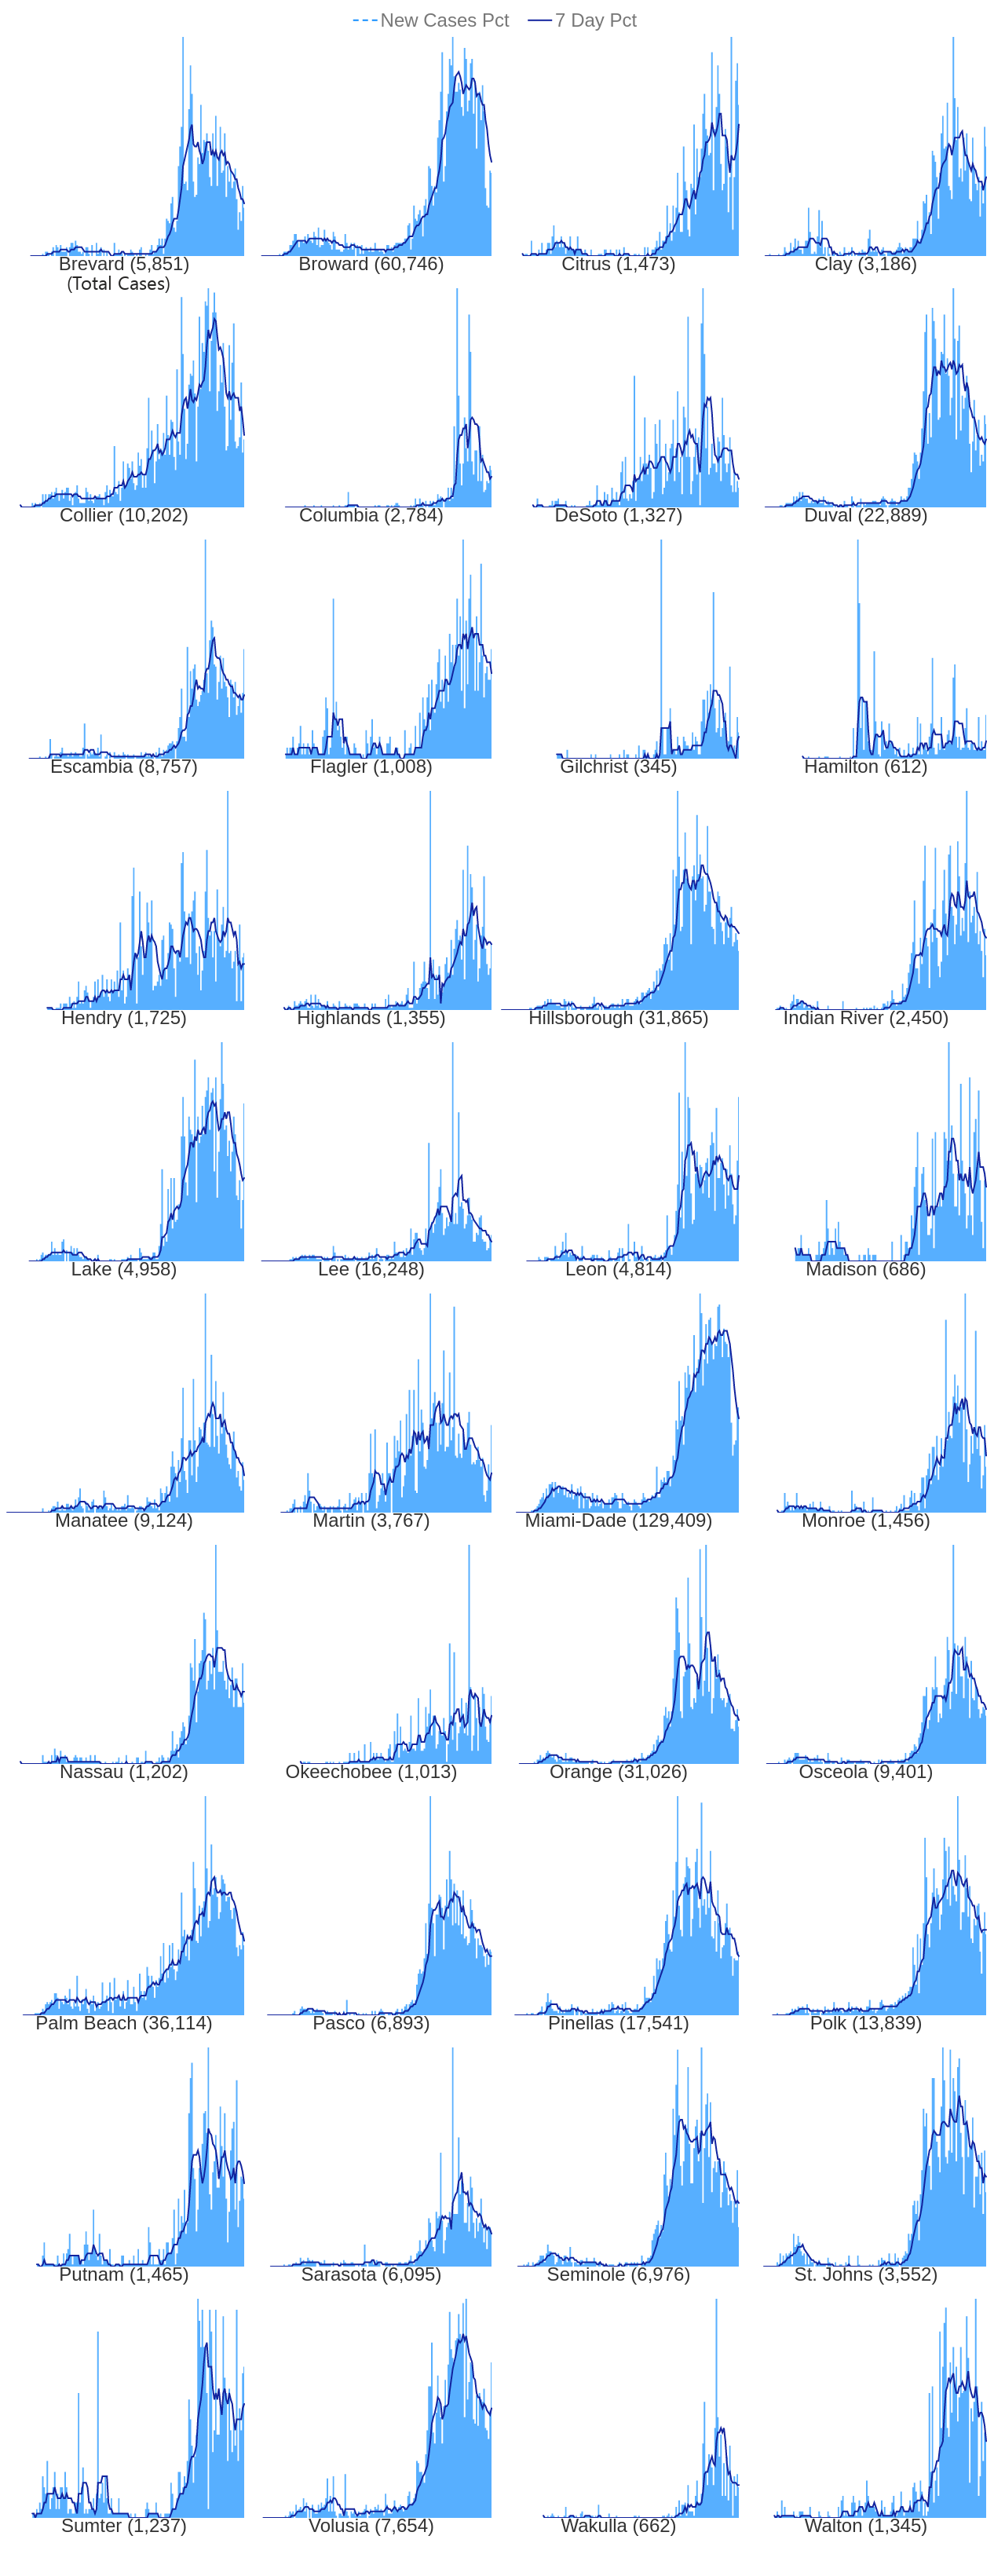 New Cases Pct 7 Day Pct
Brevard (5,851) Broward (60,746) Citrus (1,473) Clay (3,186)
(Total Cases)
Collier (10,202) Columbia (2,784) DeSoto (1,327) Duval (22,889)
Escambia (8,757) Flagler (1,008) Gilchrist (345) Hamilton (612)
Hendry (1,725) Highlands (1,355) Hillsborough (31,865) Indian River (2,450)
Lake (4,958) Lee (16,248) Leon (4,814) Madison (686)
Manatee (9,124) Martin (3,767) Miami-Dade (129,409) Monroe (1,456)
Nassau (1,202) Okeechobee (1,013) Orange (31,026) Osceola (9,401)
Palm Beach (36,114) Pasco (6,893) Pinellas (17,541) Polk (13,839)
Putnam (1,465) Sarasota (6,095) Seminole (6,976) St. Johns (3,552)
Sumter (1,237) Volusia (7,654) Wakulla (662) Walton (1,345)